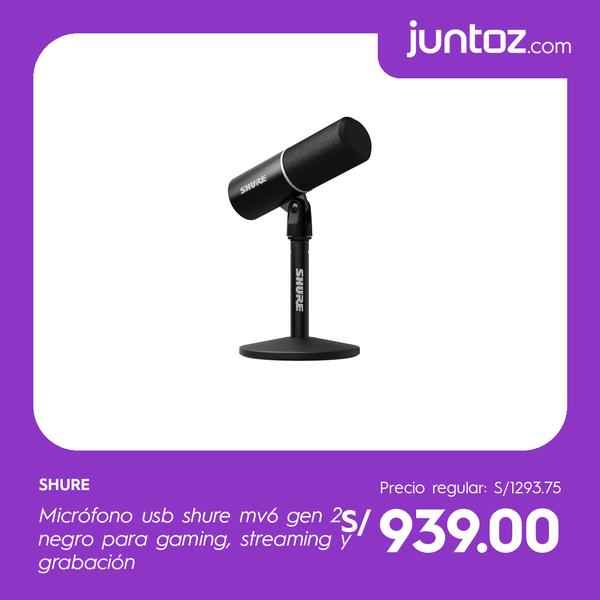 juntoz.com
SHURE
SHURE
SHURE
Precio regular: S/1293.75
Micrófono usb shure mv6 gen 2
negro para gaming, streaming y
grabación
S/ 939.00